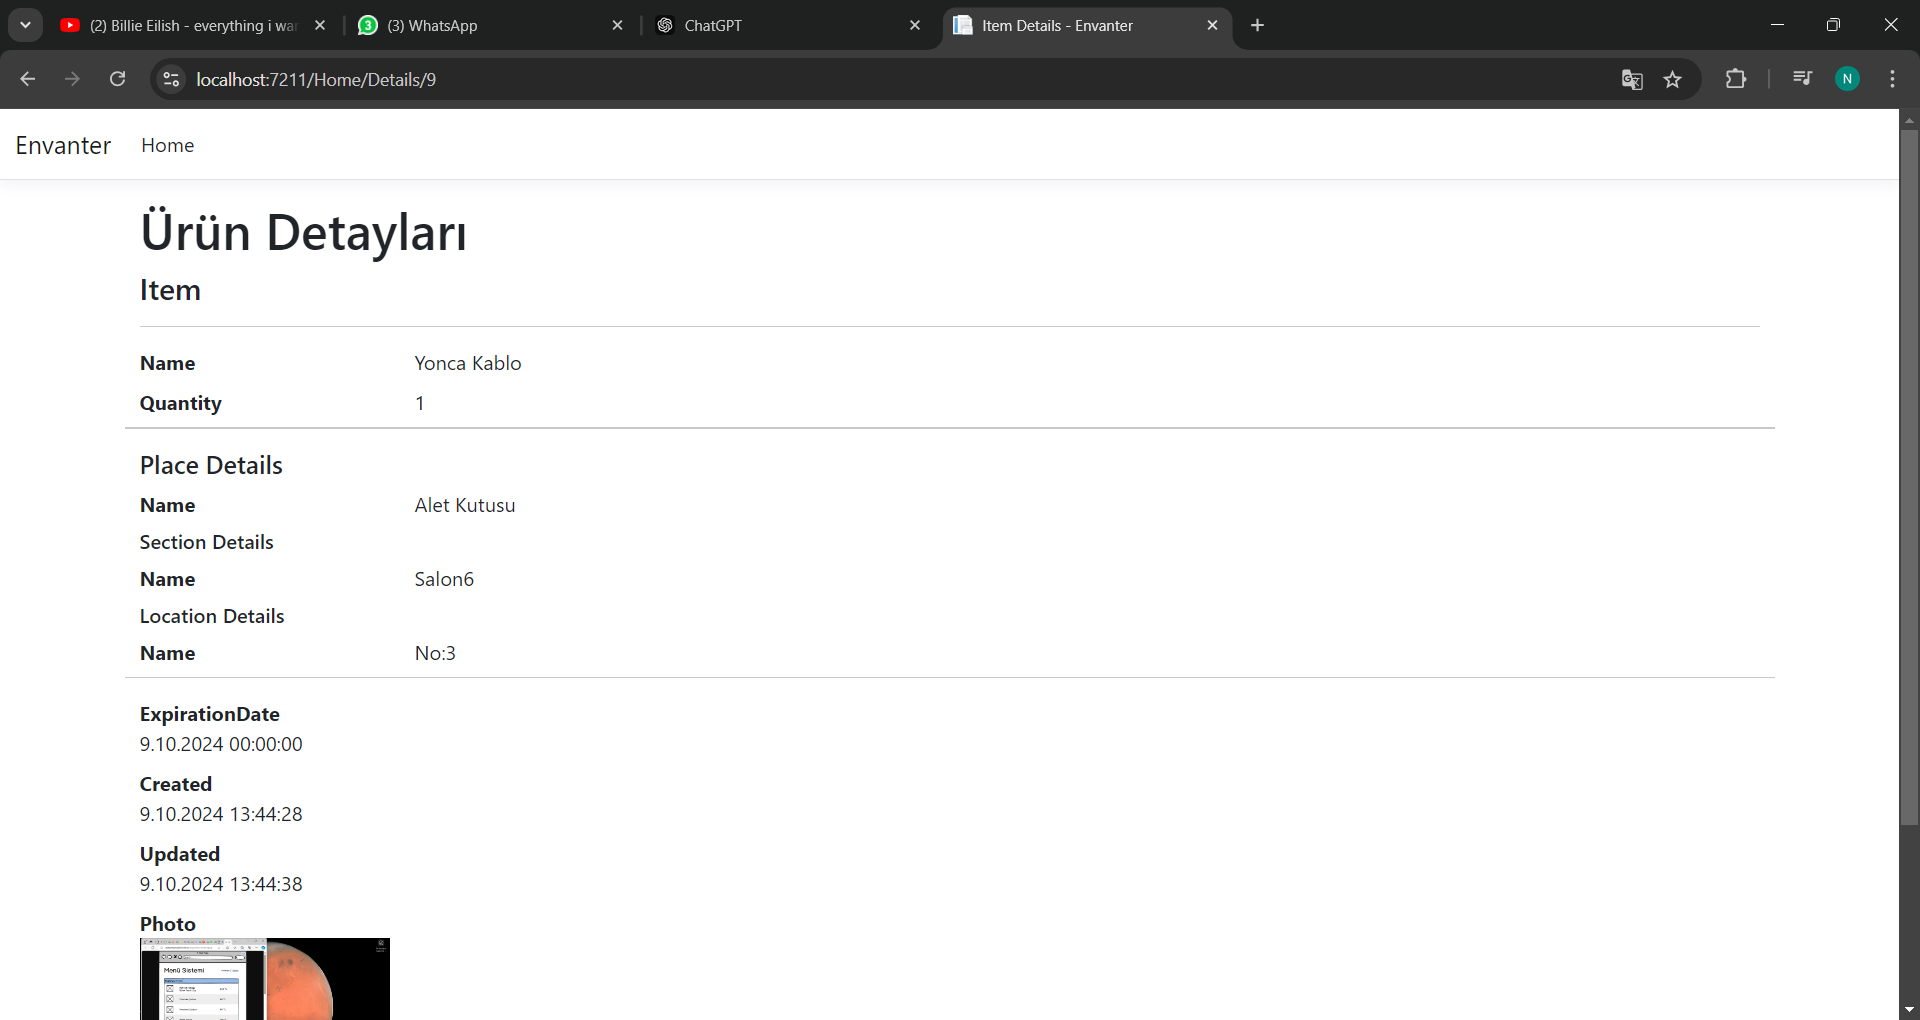 (2) Billie Eilish - everything i wan
(3) WhatsApp
ChatGPT
Item Details - Envanter
localhost:7211/Home/Details/9
N
Envanter
Home
Ürün Detayları
Item
Name Yonca Kablo
Quantity 1
Place Details
Name Alet Kutusu
Section Details
Name Salon6
Location Details
Name No:3
ExpirationDate
9.10.2024 00:00:00
Created
9.10.2024 13:44:28
Updated
9.10.2024 13:44:38
Photo
Menü Sistemi